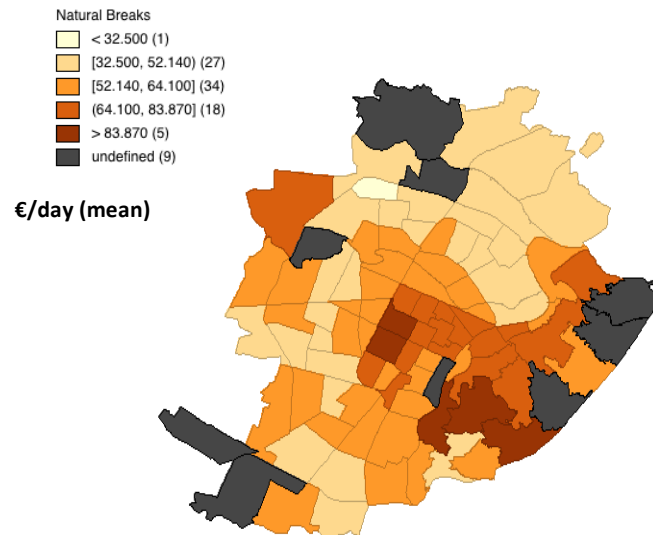 Natural Breaks
< 32.500 (1)
[32.500, 52.140) (27)
[52.140, 64.100] (34)
(64.100, 83.870] (18)
> 83.870 (5)
undefined (9)
€/day (mean)